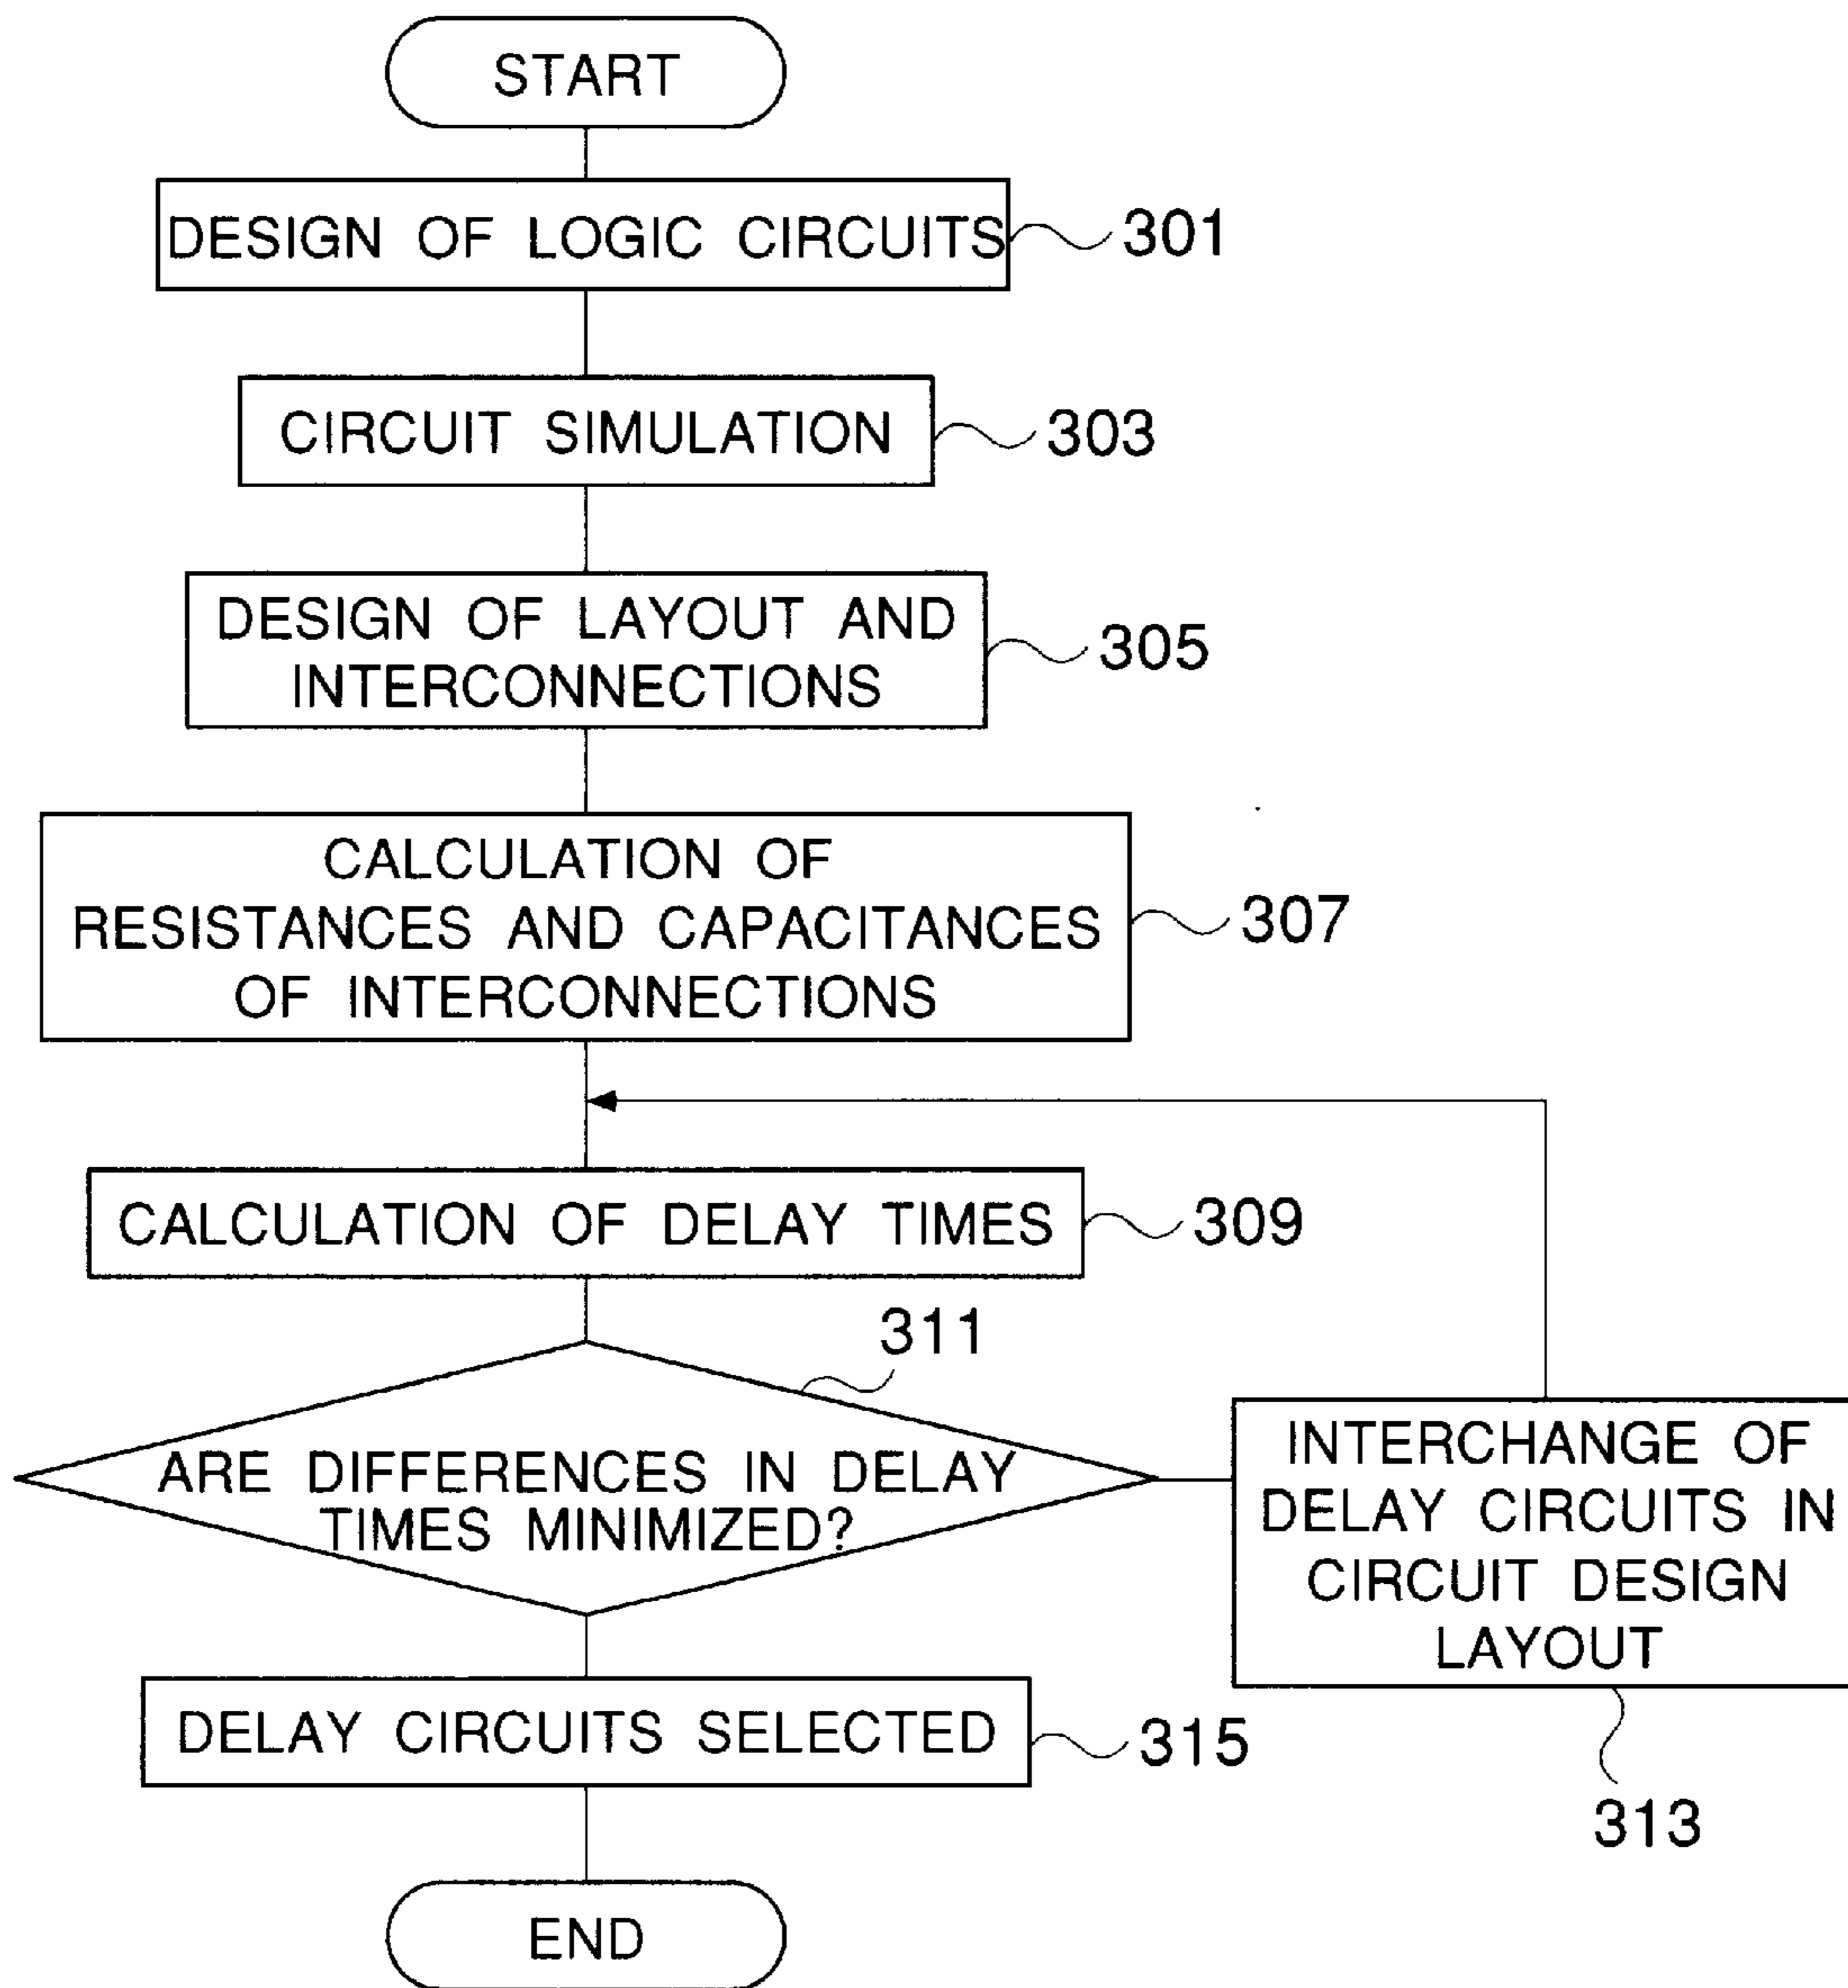 START
DESIGN OF LOGIC CIRCUITS
301
CIRCUIT SIMULATION
303
DESIGN OF LAYOUT AND
INTERCONNECTIONS
305
CALCULATION OF
RESISTANCES AND CAPACITANCES
OF INTERCONNECTIONS
307
CALCULATION OF DELAY TIMES
309
311
ARE DIFFERENCES IN DELAY
TIMES MINIMIZED?
INTERCHANGE OF
DELAY CIRCUITS IN
CIRCUIT DESIGN
LAYOUT
313
DELAY CIRCUITS SELECTED
315
END